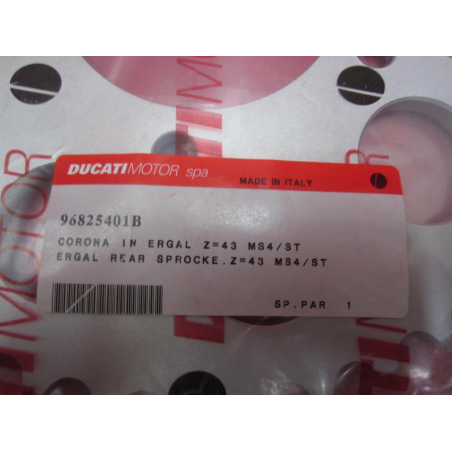 DUCATIMOTOR spa
MADE IN ITALY
96825401B
CORONA IN ERGAL Z=43 MS4/ST
ERGAL REAR SPROCKE.Z=43 MS4/ST
SP.PAR 1